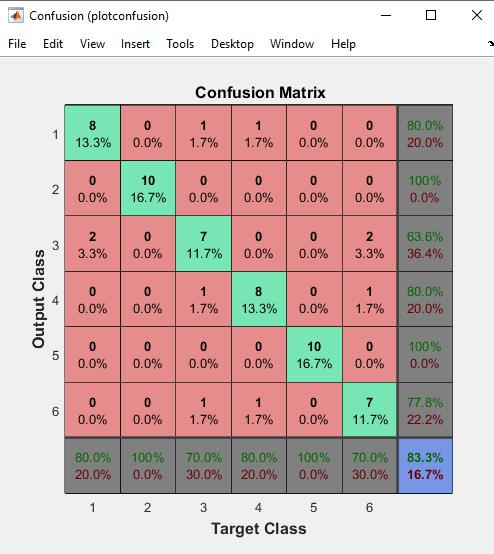 Confusion (plotconfusion)
File Edit View Insert Tools Desktop Window Help
Confusion Matrix
Output Class
1 8 0 1 1 0 0 80.0%
13.3% 0.0% 1.7% 1.7% 0.0% 0.0% 20.0%
2 0 10 0 0 0 0 100%
0.0% 16.7% 0.0% 0.0% 0.0% 0.0% 0.0%
3 2 0 7 0 0 2 63.6%
3.3% 0.0% 11.7% 0.0% 0.0% 3.3% 36.4%
4 0 0 1 8 0 1 80.0%
0.0% 0.0% 1.7% 13.3% 0.0% 1.7% 20.0%
5 0 0 0 0 10 0 100%
0.0% 0.0% 0.0% 0.0% 16.7% 0.0% 0.0%
6 0 0 1 1 0 7 77.8%
0.0% 0.0% 1.7% 1.7% 0.0% 11.7% 22.2%
80.0% 100% 70.0% 80.0% 100% 70.0% 83.3%
20.0% 0.0% 30.0% 20.0% 0.0% 30.0% 16.7%
1 2 3 4 5 6
Target Class